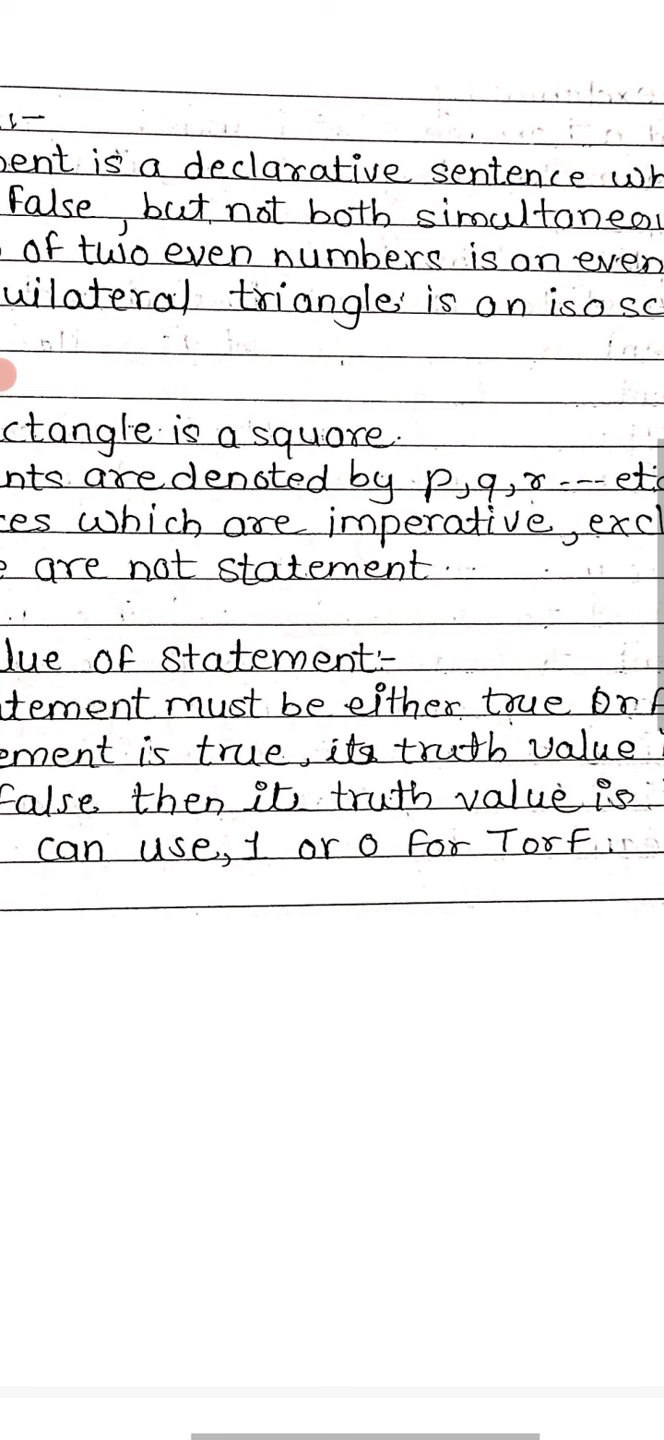 ent is a declarative sentence wh
false, but not both simultaneou
of two even numbers is an even
uilateral triangle is an isosc
ctangle is a square.
nts are denoted by p, q, r --- etc
ces which are imperative, excl
e are not statement
lue of statement:-
tement must be either true or f
ement is true, its truth value i
false then its truth value is
can use, 1 or 0 for T or F.